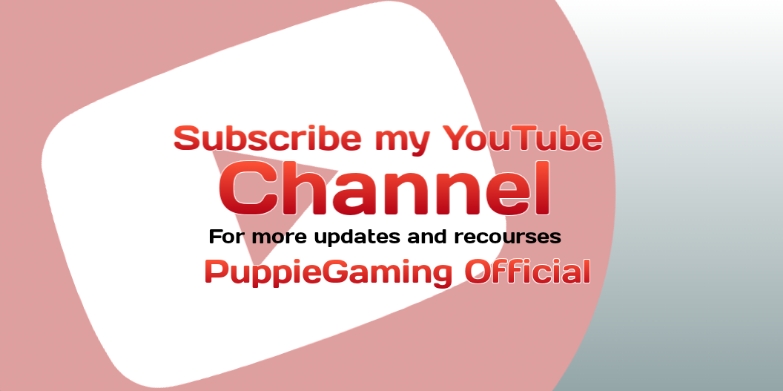 Subscribe my YouTube
Channel
For more updates and recourses
PuppieGaming Official